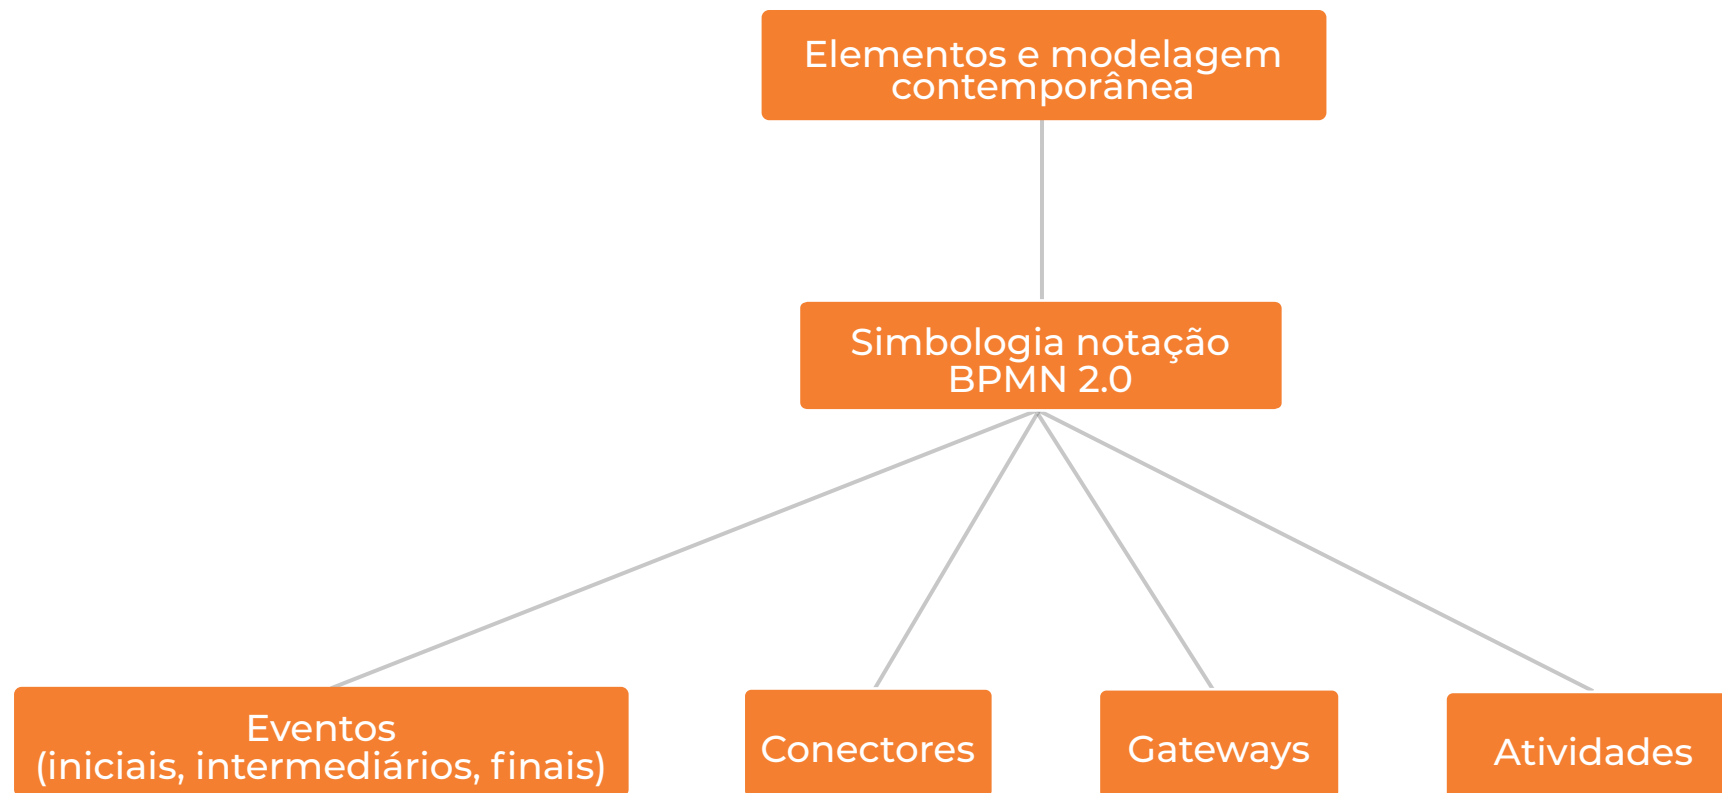 Elementos e modelagem
contemporânea
Simbologia notação
BPMN 2.0
Eventos
(iniciais, intermediários, finais)
Conectores
Gateways
Atividades